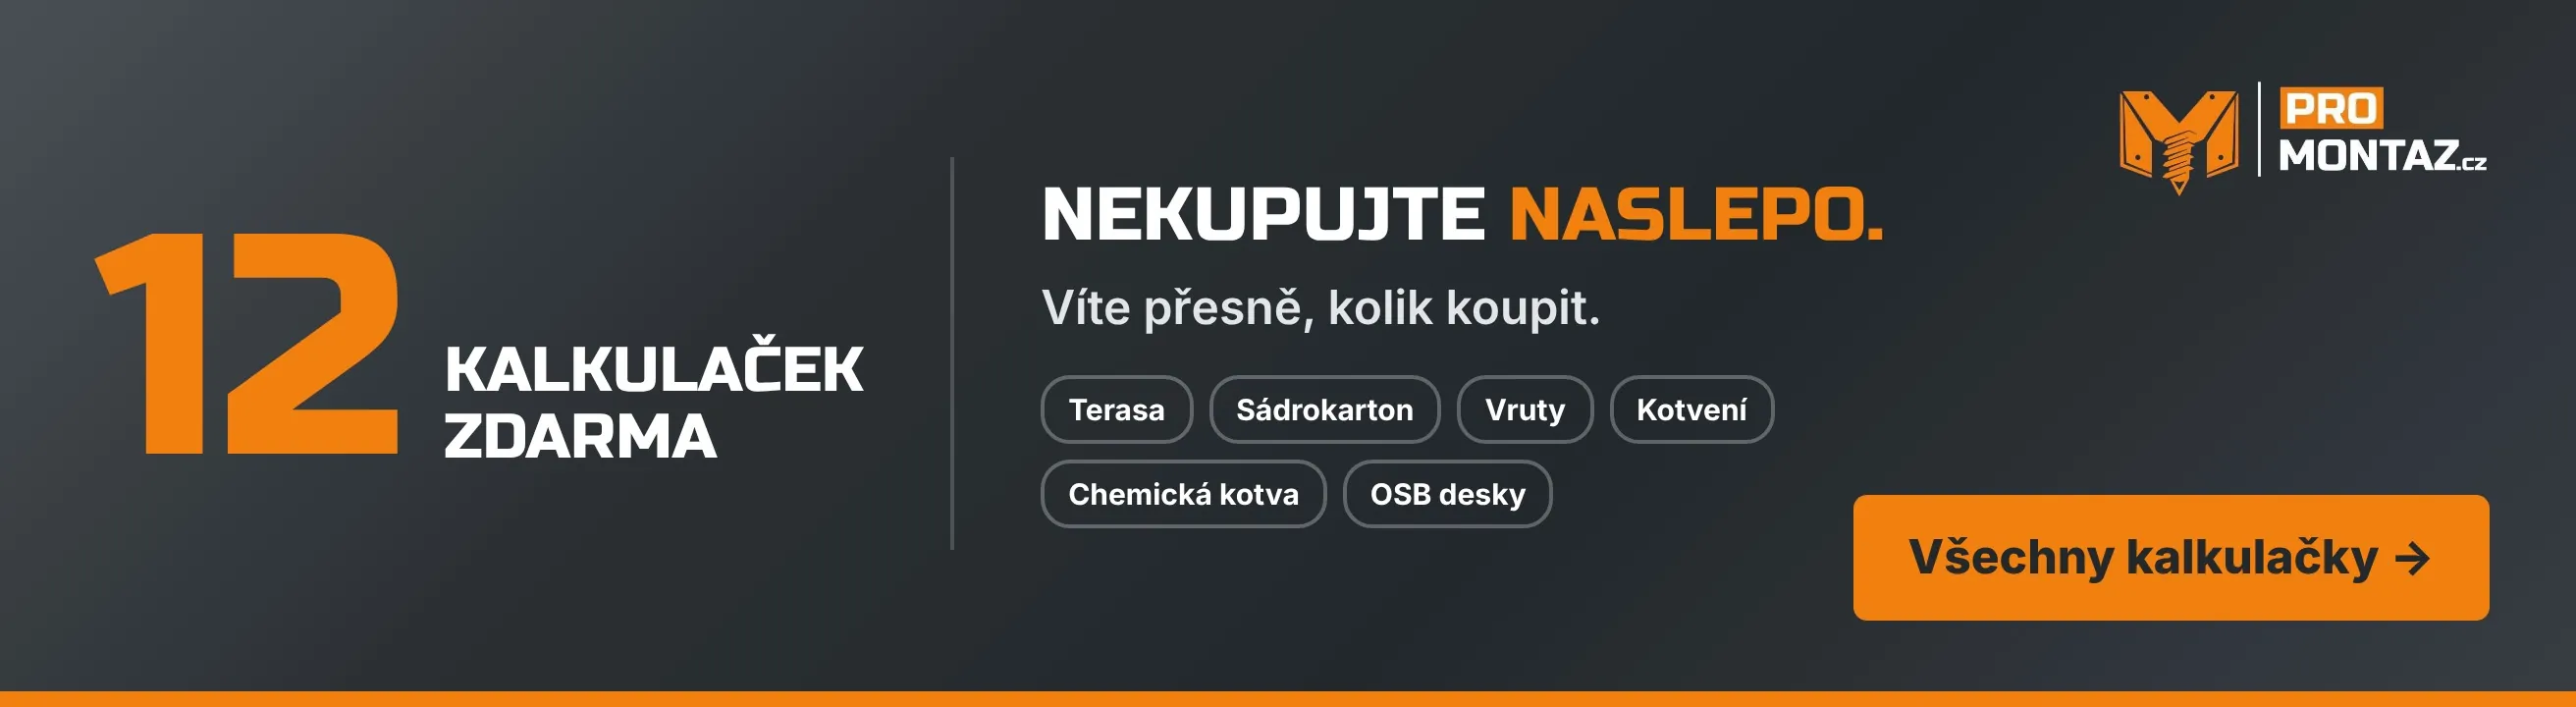 12
KALKULAČEK
ZDARMA
NEKUPUJTE NASLEPO.
Víte přesně, kolik koupit.
Terasa Sádrokarton Vruty Kotvení
Chemická kotva OSB desky
PRO
MONTAZ.cz
Všechny kalkulačky →